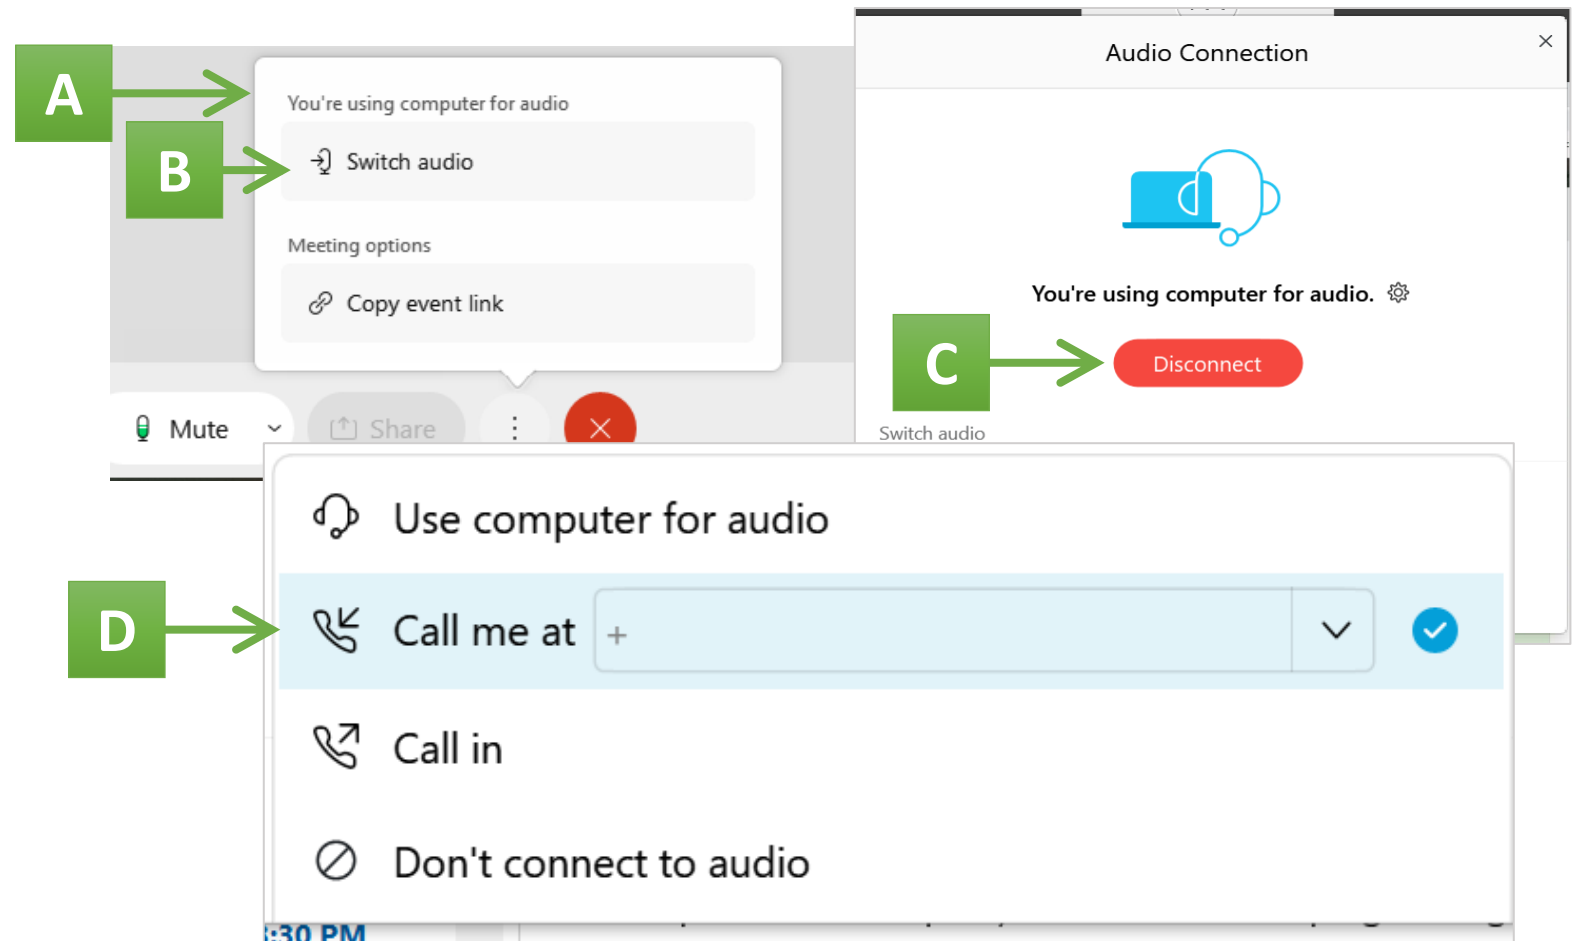 A
You're using computer for audio
B
Switch audio
Meeting options
Copy event link
Mute
Share
Audio Connection
You're using computer for audio.
C
Disconnect
Switch audio
Use computer for audio
D
Call me at +
Call in
Don't connect to audio
:30 PM